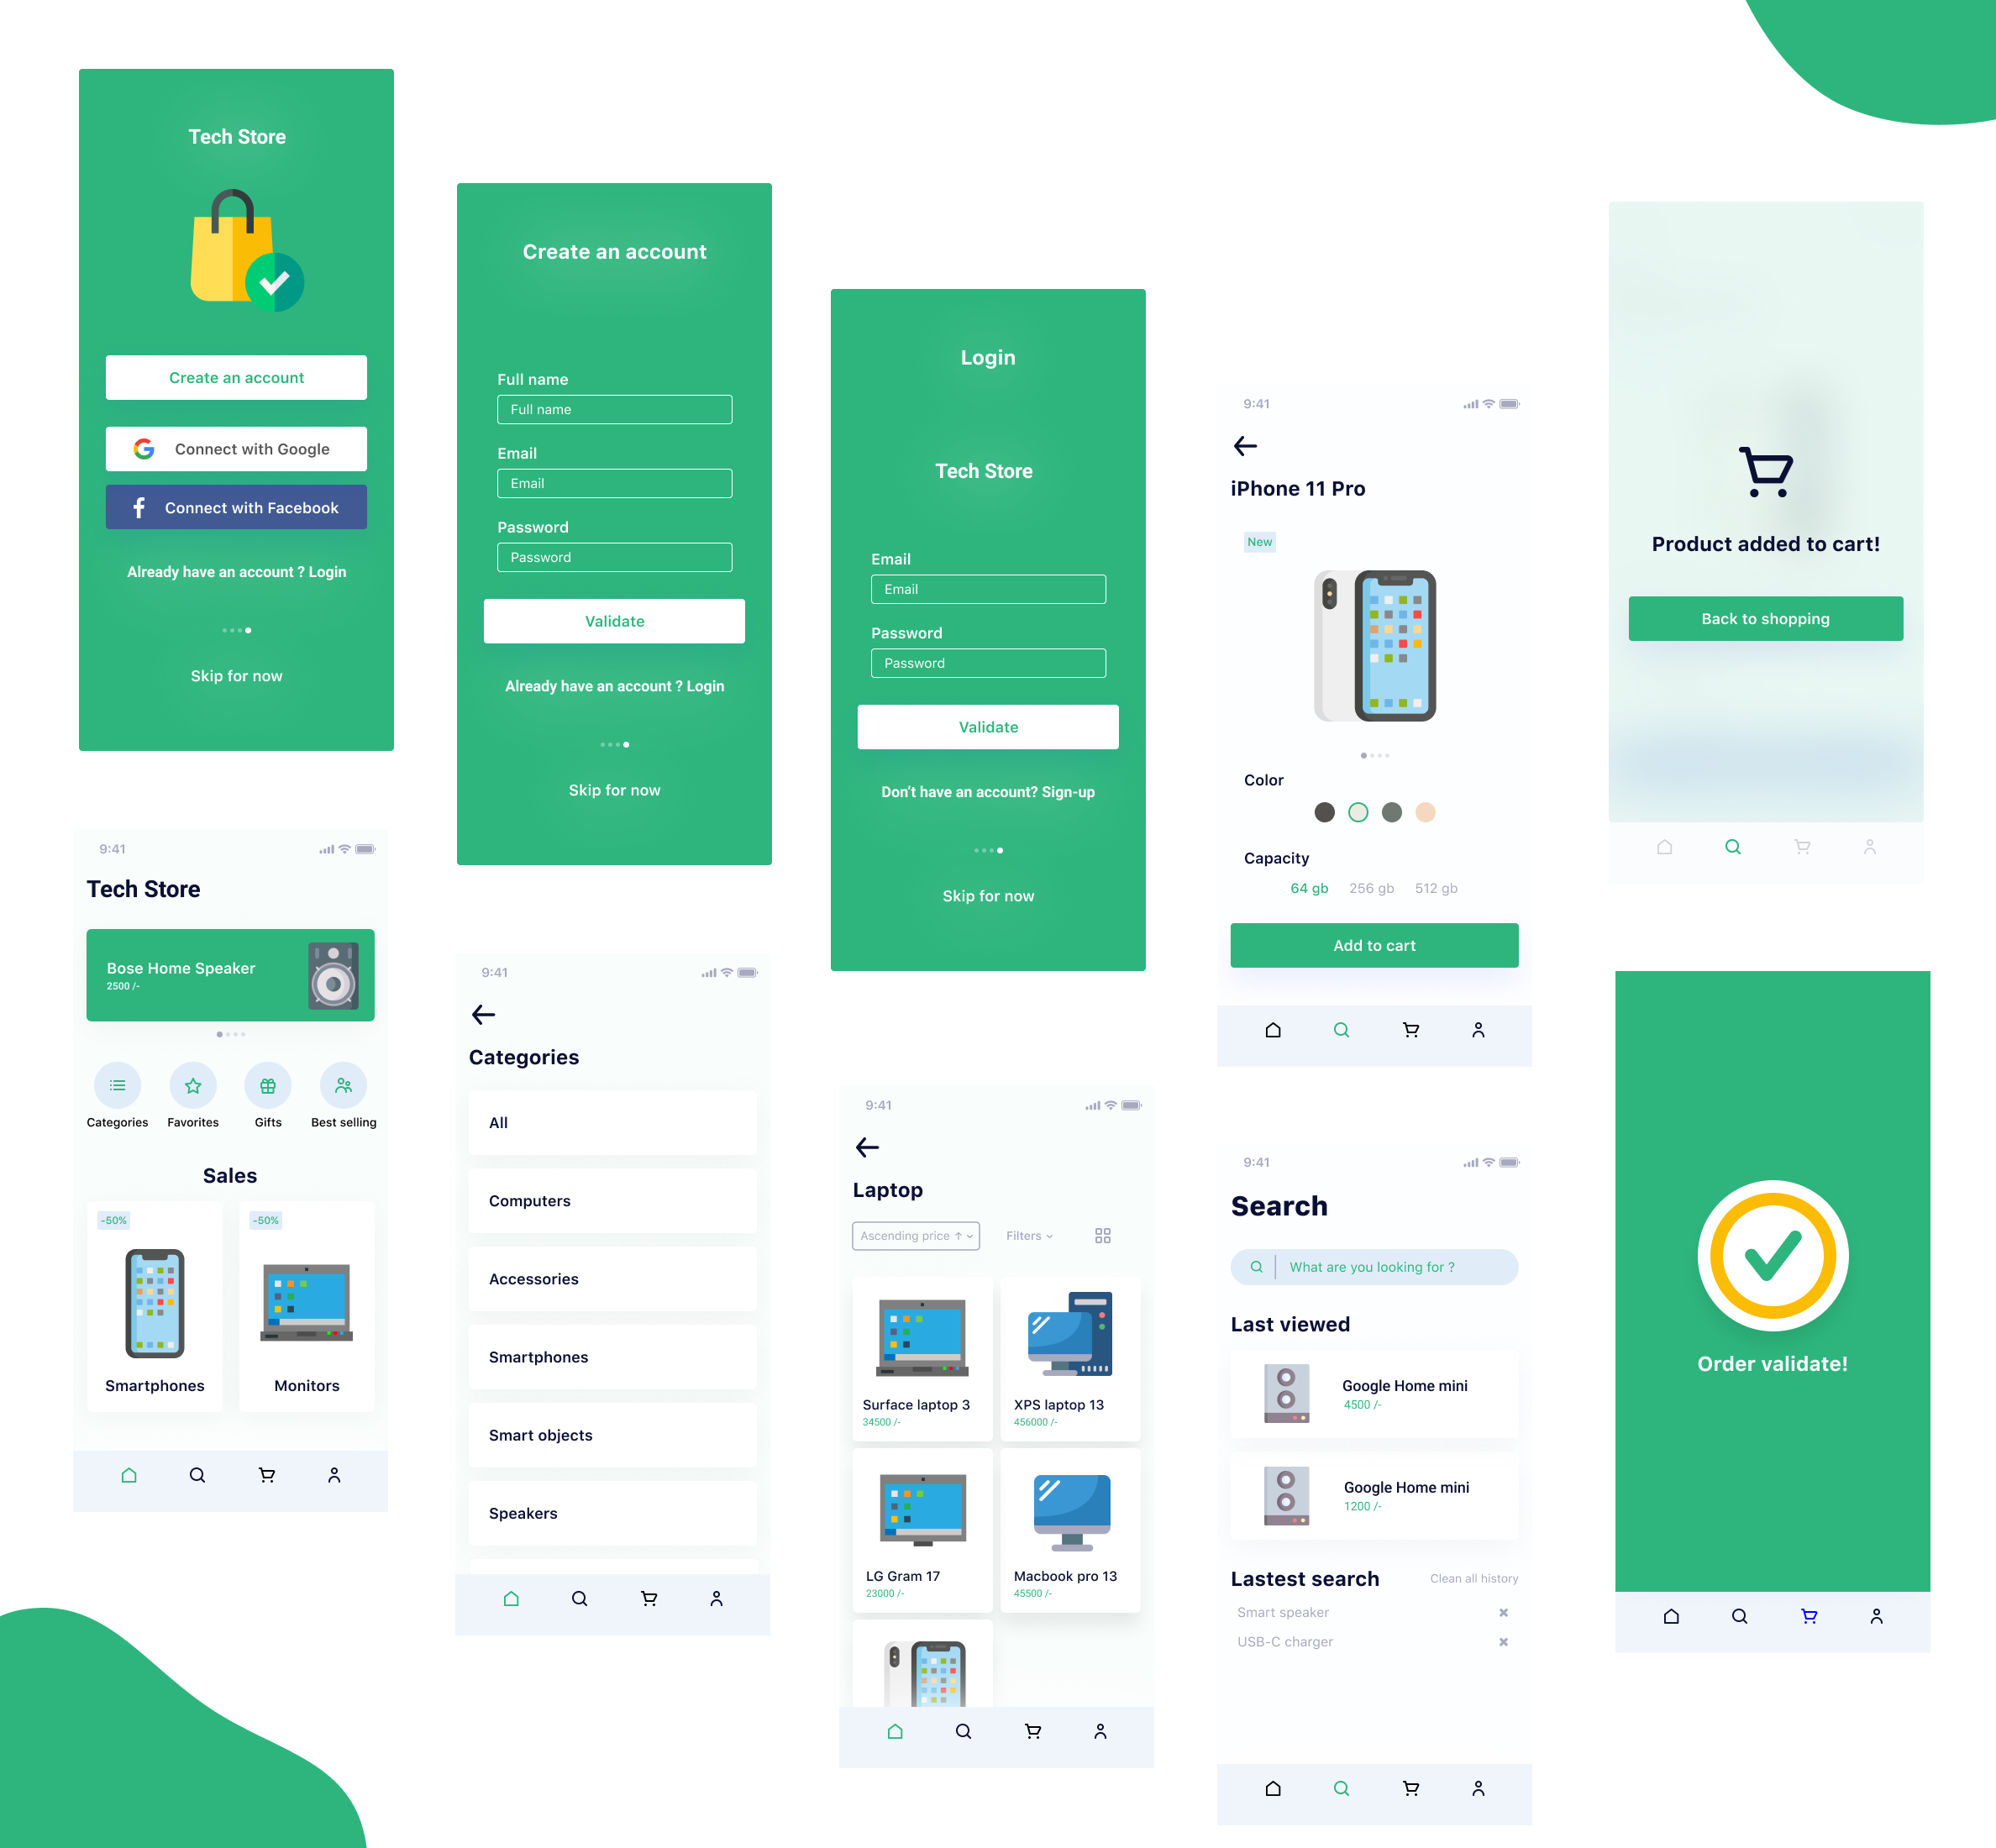 Tech Store
Create an account
Connect with Google
Connect with Facebook
Already have an account ? Login
Skip for now
Create an account
Full name
Full name
Email
Email
Password
Password
Validate
Already have an account ? Login
Skip for now
Login
Tech Store
Email
Email
Password
Password
Validate
Don't have an account? Sign-up
Skip for now
9:41
iPhone 11 Pro
New
Color
Capacity
64 gb 256 gb 512 gb
Add to cart
Product added to cart!
Back to shopping
9:41
Tech Store
Bose Home Speaker
2500 /-
Categories Favorites Gifts Best selling
Sales
-50% -50%
Smartphones Monitors
9:41
Categories
All
Computers
Accessories
Smartphones
Smart objects
Speakers
9:41
Laptop
Ascending price ↑ Filters
Surface laptop 3 XPS laptop 13
34500 /- 456000 /-
LG Gram 17 Macbook pro 13
23000 /- 45500 /-
9:41
Search
What are you looking for ?
Last viewed
Google Home mini
4500 /-
Google Home mini
1200 /-
Lastest search Clean all history
Smart speaker
USB-C charger
Order validate!